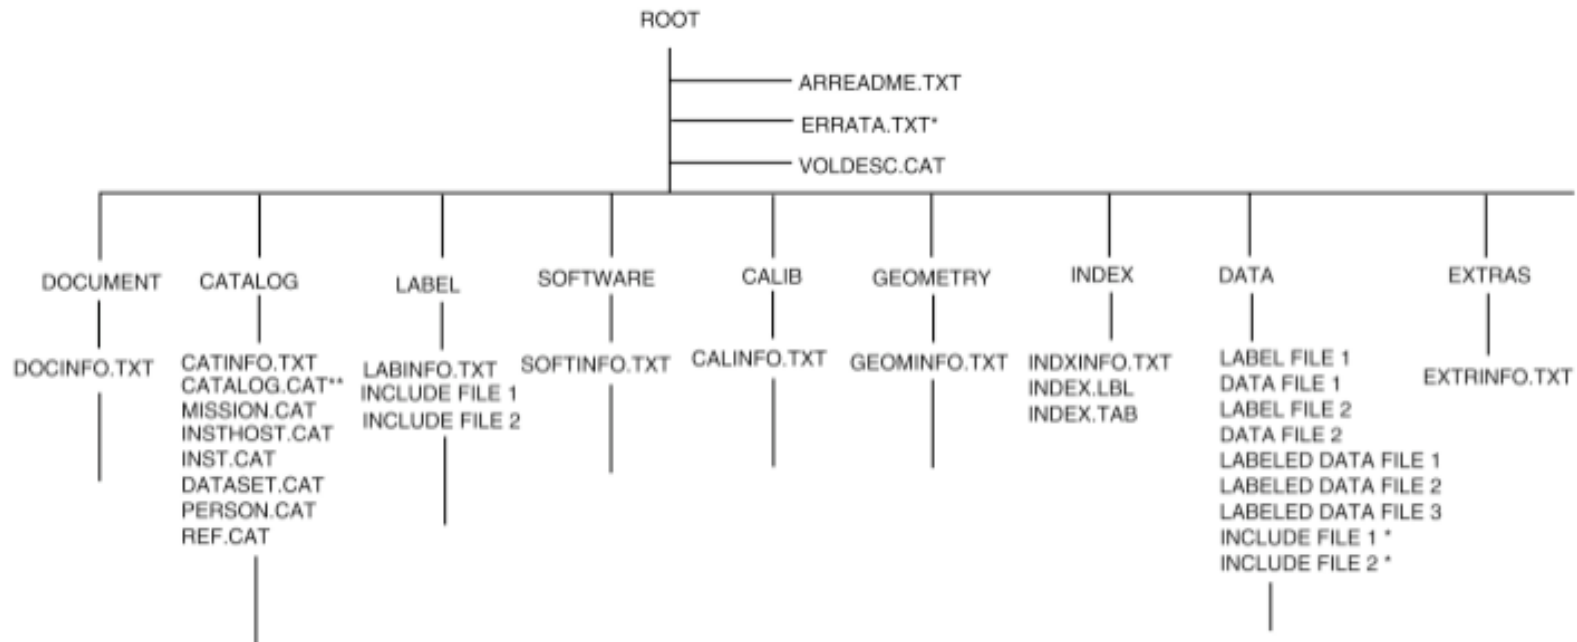 ROOT
ARREADME.TXT
ERRATA.TXT*
VOLDESC.CAT
DOCUMENT
DOCINFO.TXT
CATALOG
CATINFO.TXT
CATALOG.CAT**
MISSION.CAT
INSTHOST.CAT
INST.CAT
DATASET.CAT
PERSON.CAT
REF.CAT
LABEL
LABINFO.TXT
INCLUDE FILE 1
INCLUDE FILE 2
SOFTWARE
SOFTINFO.TXT
CALIB
CALINFO.TXT
GEOMETRY
GEOMINFO.TXT
INDEX
INDXINFO.TXT
INDEX.LBL
INDEX.TAB
DATA
LABEL FILE 1
DATA FILE 1
LABEL FILE 2
DATA FILE 2
LABELED DATA FILE 1
LABELED DATA FILE 2
LABELED DATA FILE 3
INCLUDE FILE 1 *
INCLUDE FILE 2 *
EXTRAS
EXTRINFO.TXT